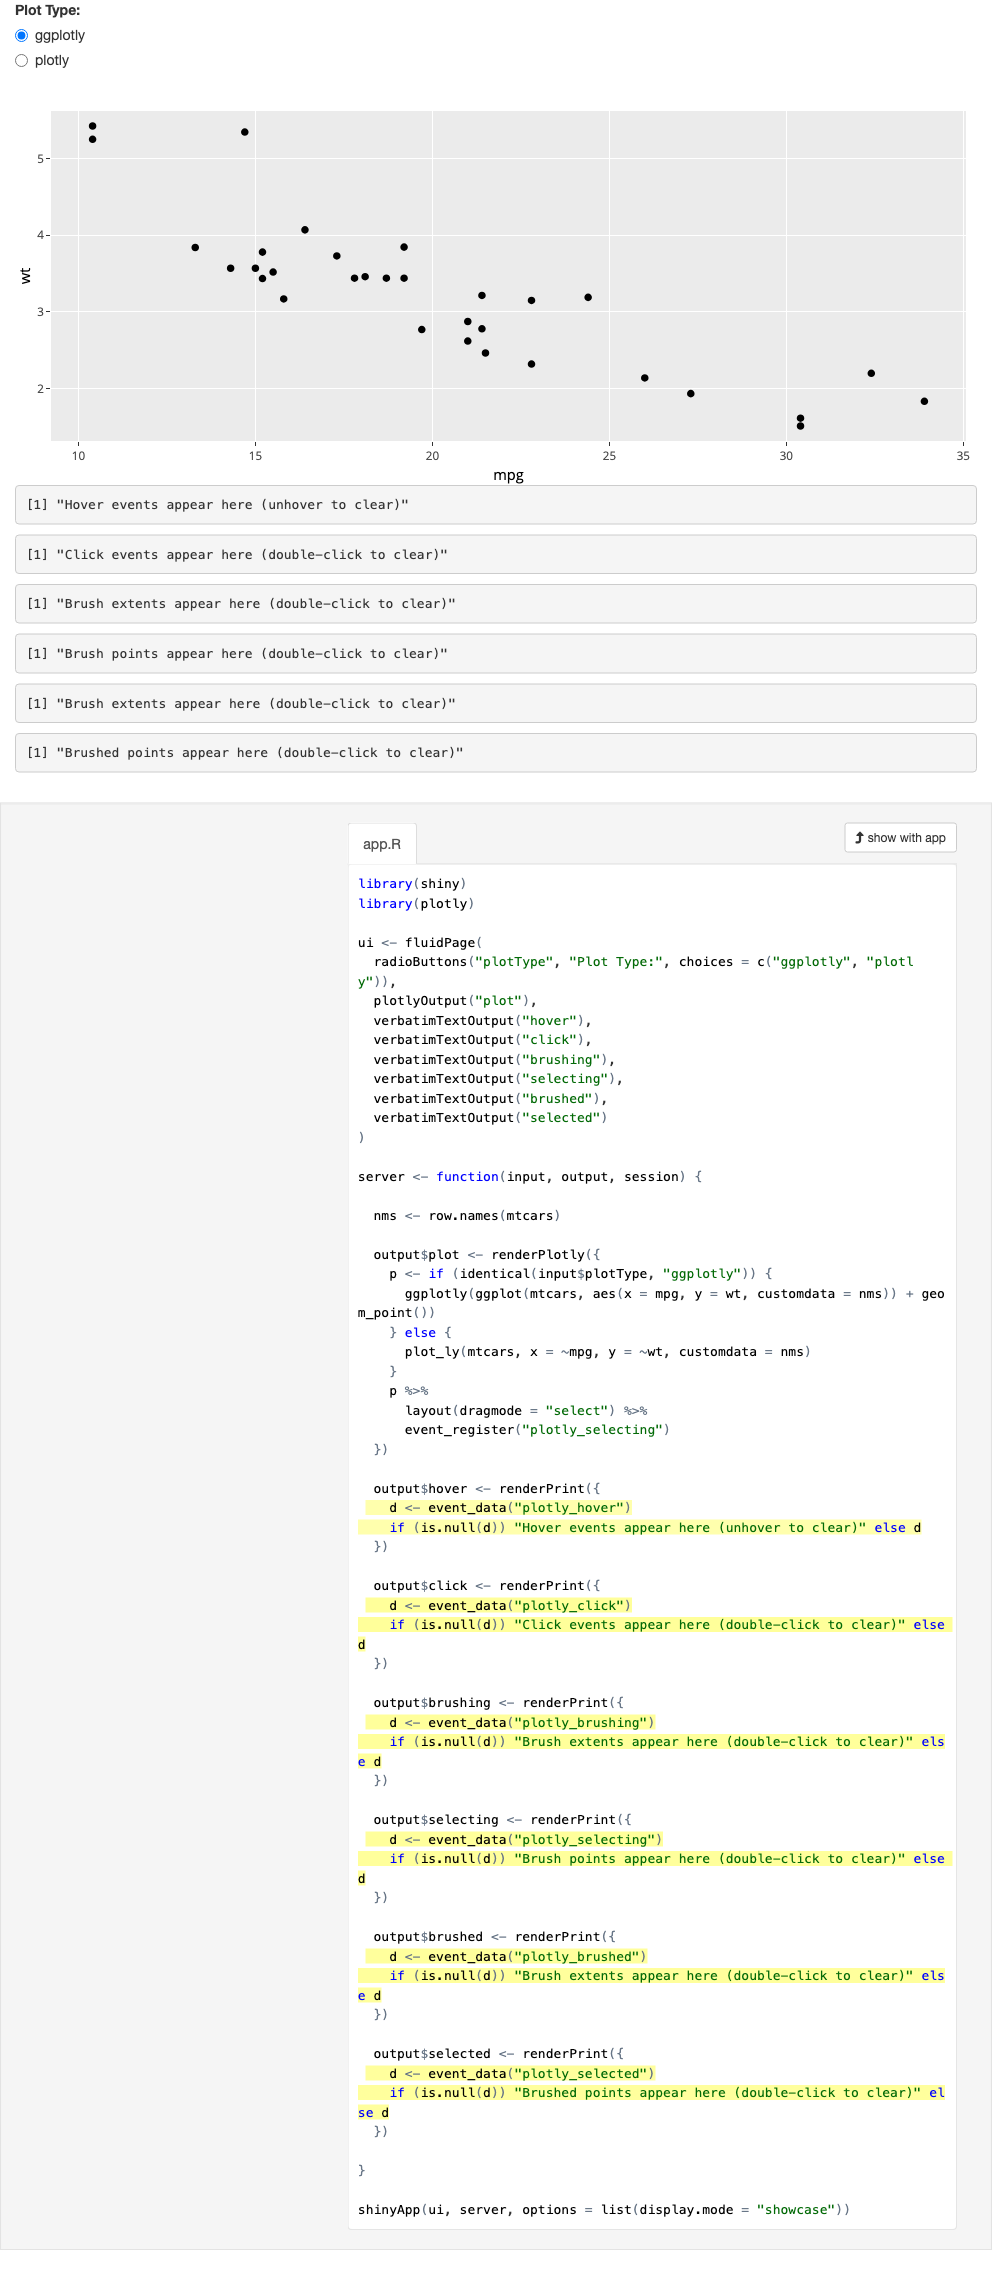 Plot Type:
ggplotly
plotly
5
4
3
2
wt
10 15 20 25 30 35
mpg
[1] "Hover events appear here (unhover to clear)"
[1] "Click events appear here (double-click to clear)"
[1] "Brush extents appear here (double-click to clear)"
[1] "Brush points appear here (double-click to clear)"
[1] "Brush extents appear here (double-click to clear)"
[1] "Brushed points appear here (double-click to clear)"
app.R
show with app
library(shiny)
library(plotly)
ui <- fluidPage(
  radioButtons("plotType", "Plot Type:", choices = c("ggplotly", "plotl
y")),
  plotlyOutput("plot"),
  verbatimTextOutput("hover"),
  verbatimTextOutput("click"),
  verbatimTextOutput("brushing"),
  verbatimTextOutput("selecting"),
  verbatimTextOutput("brushed"),
  verbatimTextOutput("selected")
)
server <- function(input, output, session) {
  nms <- row.names(mtcars)
  output$plot <- renderPlotly({
    p <- if (identical(input$plotType, "ggplotly")) {
      ggplotly(ggplot(mtcars, aes(x = mpg, y = wt, customdata = nms)) + geo
m_point())
    } else {
      plot_ly(mtcars, x = ~mpg, y = ~wt, customdata = nms)
    }
    p %>%
      layout(dragmode = "select") %>%
      event_register("plotly_selecting")
  })
  output$hover <- renderPrint({
    d <- event_data("plotly_hover")
    if (is.null(d)) "Hover events appear here (unhover to clear)" else d
  })
  output$click <- renderPrint({
    d <- event_data("plotly_click")
    if (is.null(d)) "Click events appear here (double-click to clear)" else
d
  })
  output$brushing <- renderPrint({
    d <- event_data("plotly_brushing")
    if (is.null(d)) "Brush extents appear here (double-click to clear)" els
e d
  })
  output$selecting <- renderPrint({
    d <- event_data("plotly_selecting")
    if (is.null(d)) "Brush points appear here (double-click to clear)" else
d
  })
  output$brushed <- renderPrint({
    d <- event_data("plotly_brushed")
    if (is.null(d)) "Brush extents appear here (double-click to clear)" els
e d
  })
  output$selected <- renderPrint({
    d <- event_data("plotly_selected")
    if (is.null(d)) "Brushed points appear here (double-click to clear)" el
se d
  })
}
shinyApp(ui, server, options = list(display.mode = "showcase"))